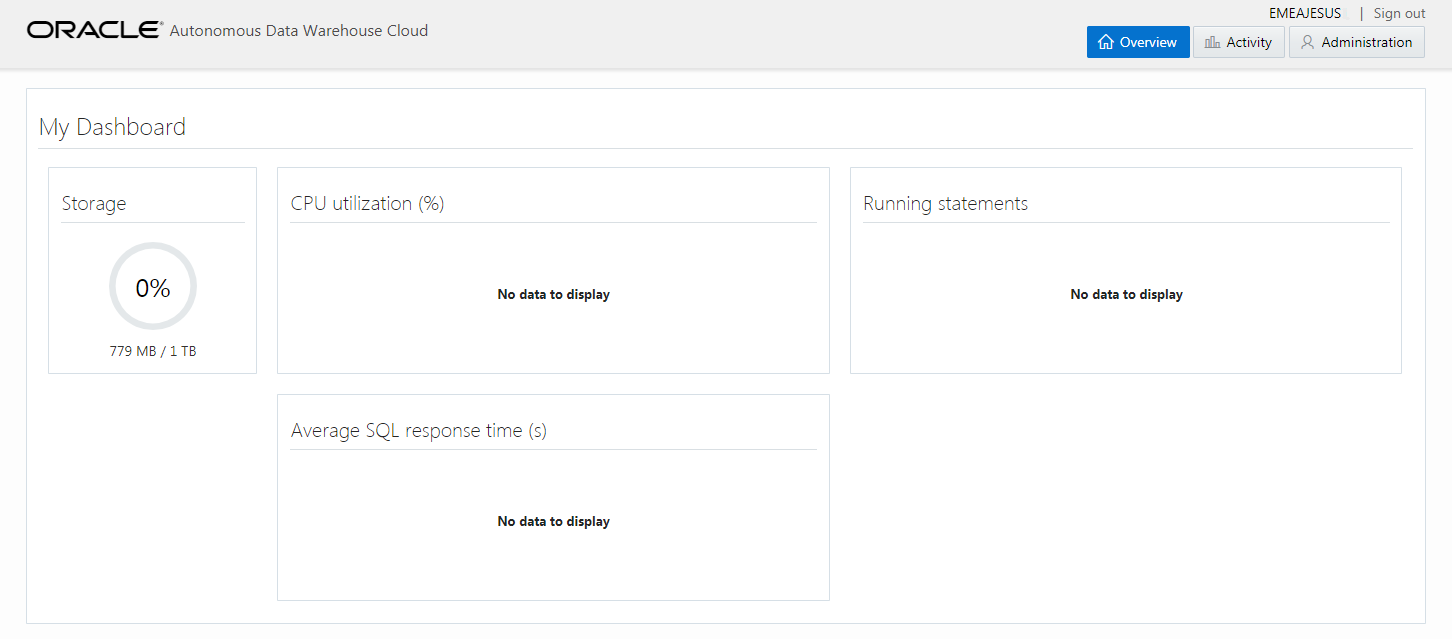 EMEAJESUS | Sign out
ORACLE® Autonomous Data Warehouse Cloud
Overview Activity Administration
My Dashboard
Storage
0%
779 MB / 1 TB
CPU utilization (%)
No data to display
Running statements
No data to display
Average SQL response time (s)
No data to display